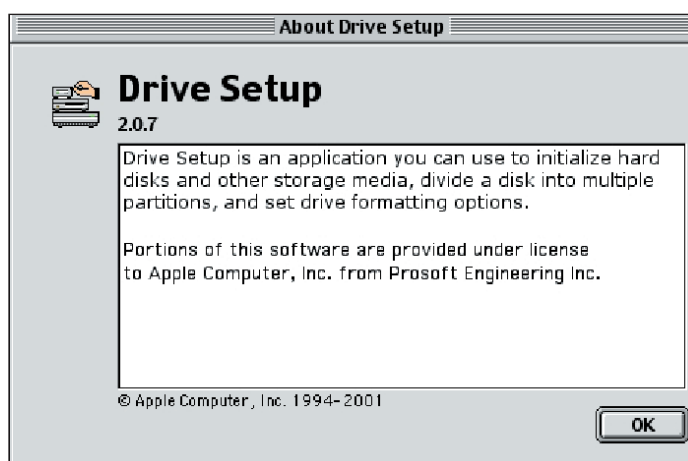 About Drive Setup
Drive Setup
2.0.7
Drive Setup is an application you can use to initialize hard
disks and other storage media, divide a disk into multiple
partitions, and set drive formatting options.
Portions of this software are provided under license
to Apple Computer, Inc. from Prosoft Engineering Inc.
© Apple Computer, Inc. 1994-2001
OK